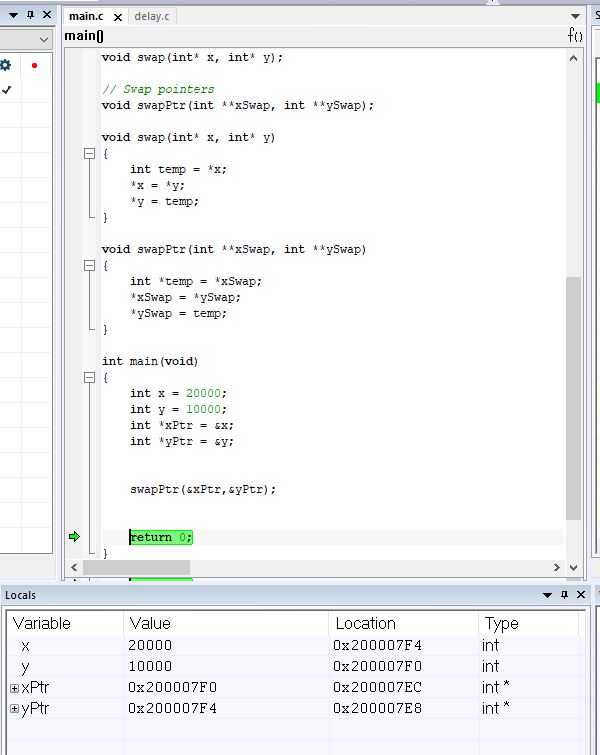 main.c delay.c
main() f()
void swap(int* x, int* y);
// Swap pointers
void swapPtr(int **xSwap, int **ySwap);
void swap(int* x, int* y)
{
int temp = *x;
*x = *y;
*y = temp;
}
void swapPtr(int **xSwap, int **ySwap)
{
int *temp = *xSwap;
*xSwap = *ySwap;
*ySwap = temp;
}
int main(void)
{
int x = 20000;
int y = 10000;
int *xPtr = &x;
int *yPtr = &y;
swapPtr(&xPtr,&yPtr);
return 0;
}
Locals
Variable Value Location Type
x 20000 0x200007F4 int
y 10000 0x200007F0 int
xPtr 0x200007F0 0x200007EC int *
yPtr 0x200007F4 0x200007E8 int *